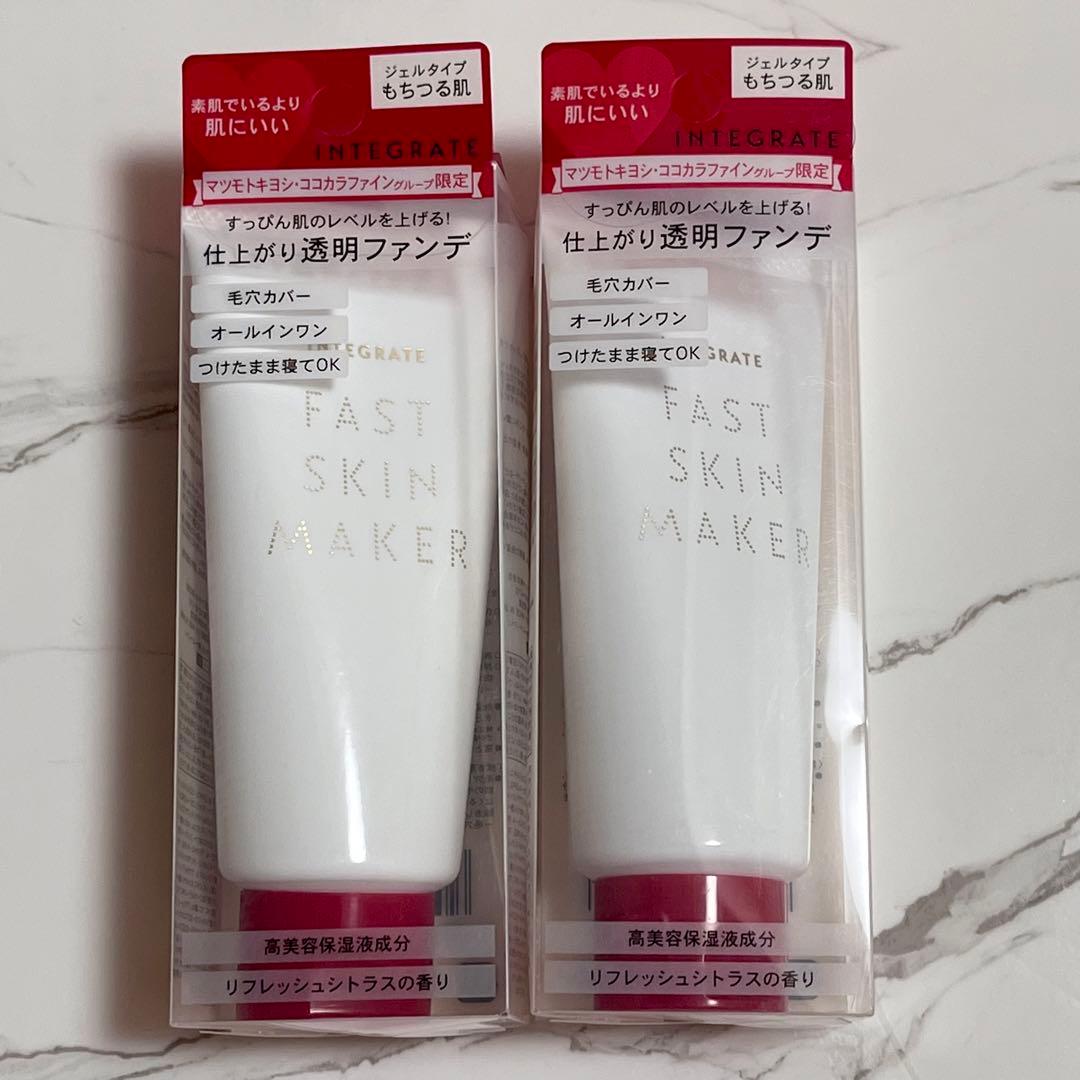 素肌でいるより
肌にいい
ジェルタイプ
もちつる肌
INTEGRATE
マツモトキヨシ・ココカラファイングループ限定
すっぴん肌のレベルを上げる!
仕上がり透明ファンデ
毛穴カバー
オールインワン
つけたまま寝てOK
INTEGRATE
FAST
SKIN
MAKER
高美容保湿液成分
リフレッシュシトラスの香り
素肌でいるより
肌にいい
ジェルタイプ
もちつる肌
INTEGRATE
マツモトキヨシ・ココカラファイングループ限定
すっぴん肌のレベルを上げる!
仕上がり透明ファンデ
毛穴カバー
オールインワン
つけたまま寝てOK
EGRATE
FAST
SKIN
MAKER
高美容保湿液成分
リフレッシュシトラスの香り